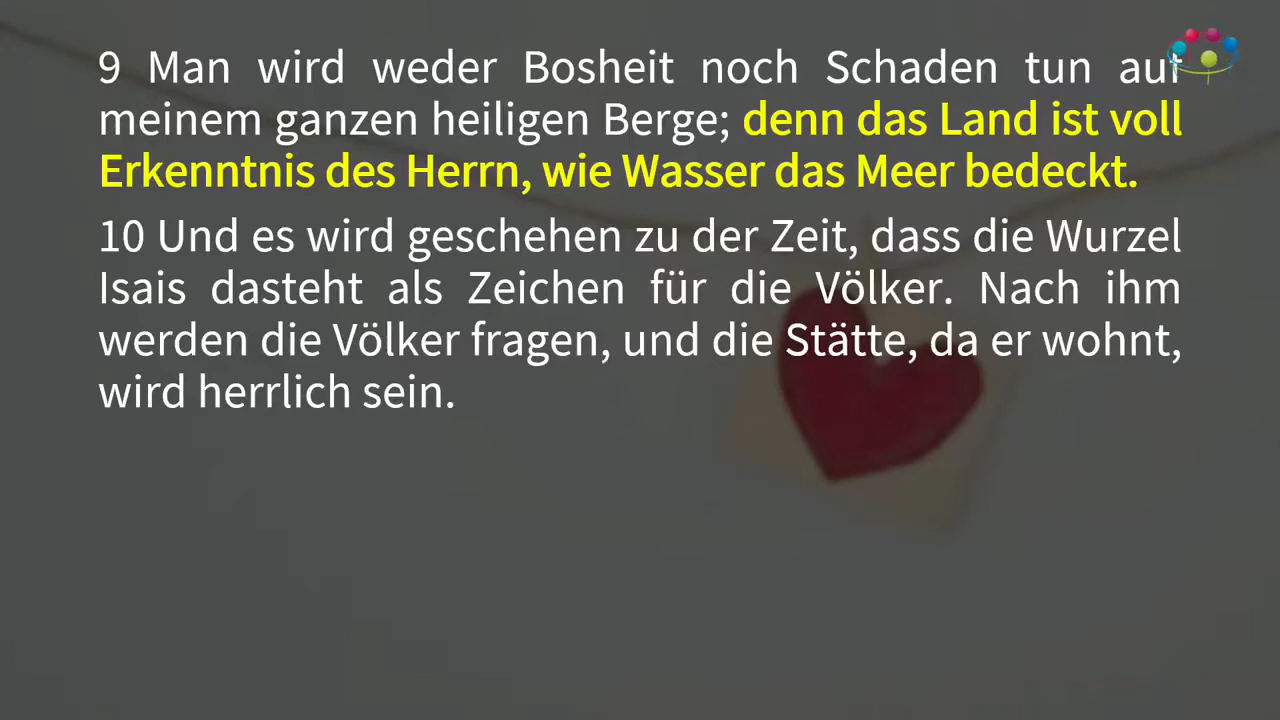 9 Man wird weder Bosheit noch Schaden tun auf
meinem ganzen heiligen Berge; denn das Land ist voll
Erkenntnis des Herrn, wie Wasser das Meer bedeckt.
10 Und es wird geschehen zu der Zeit, dass die Wurzel
Isais dasteht als Zeichen für die Völker. Nach ihm
werden die Völker fragen, und die Stätte, da er wohnt,
wird herrlich sein.